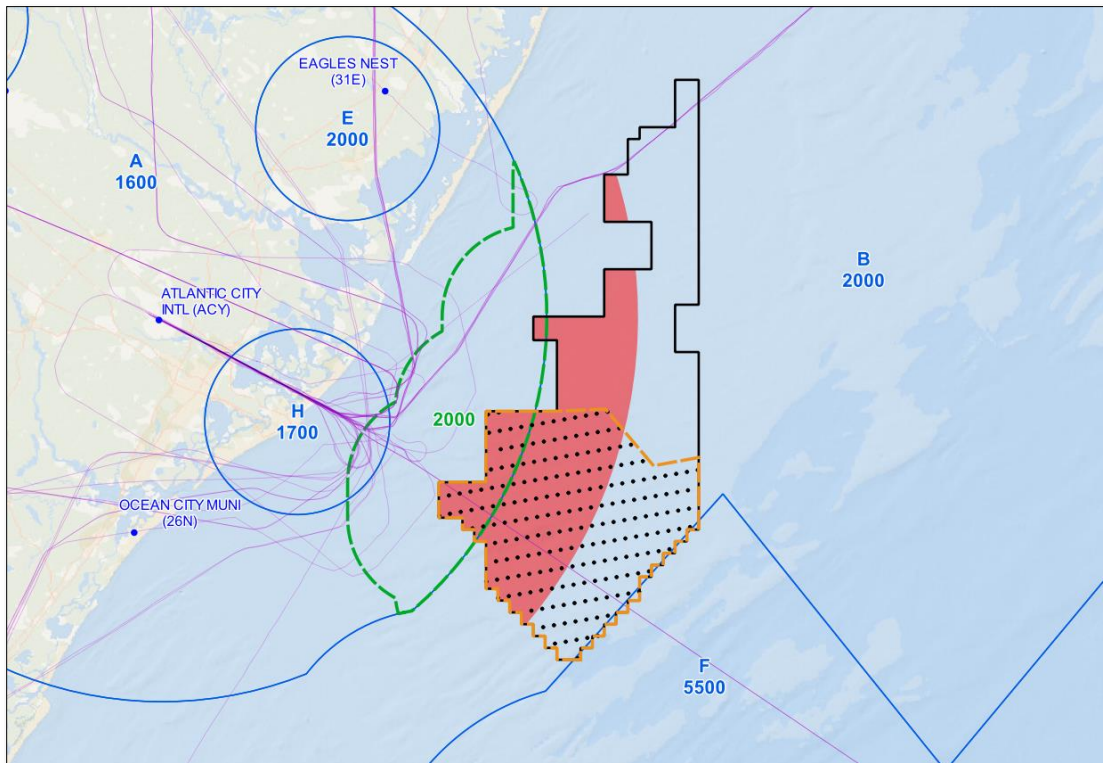 EAGLES NEST
(31E)
E
2000
A
1600
B
2000
ATLANTIC CITY
INTL (ACY)
H
1700
2000
OCEAN CITY MUNI
(26N)
F
5500